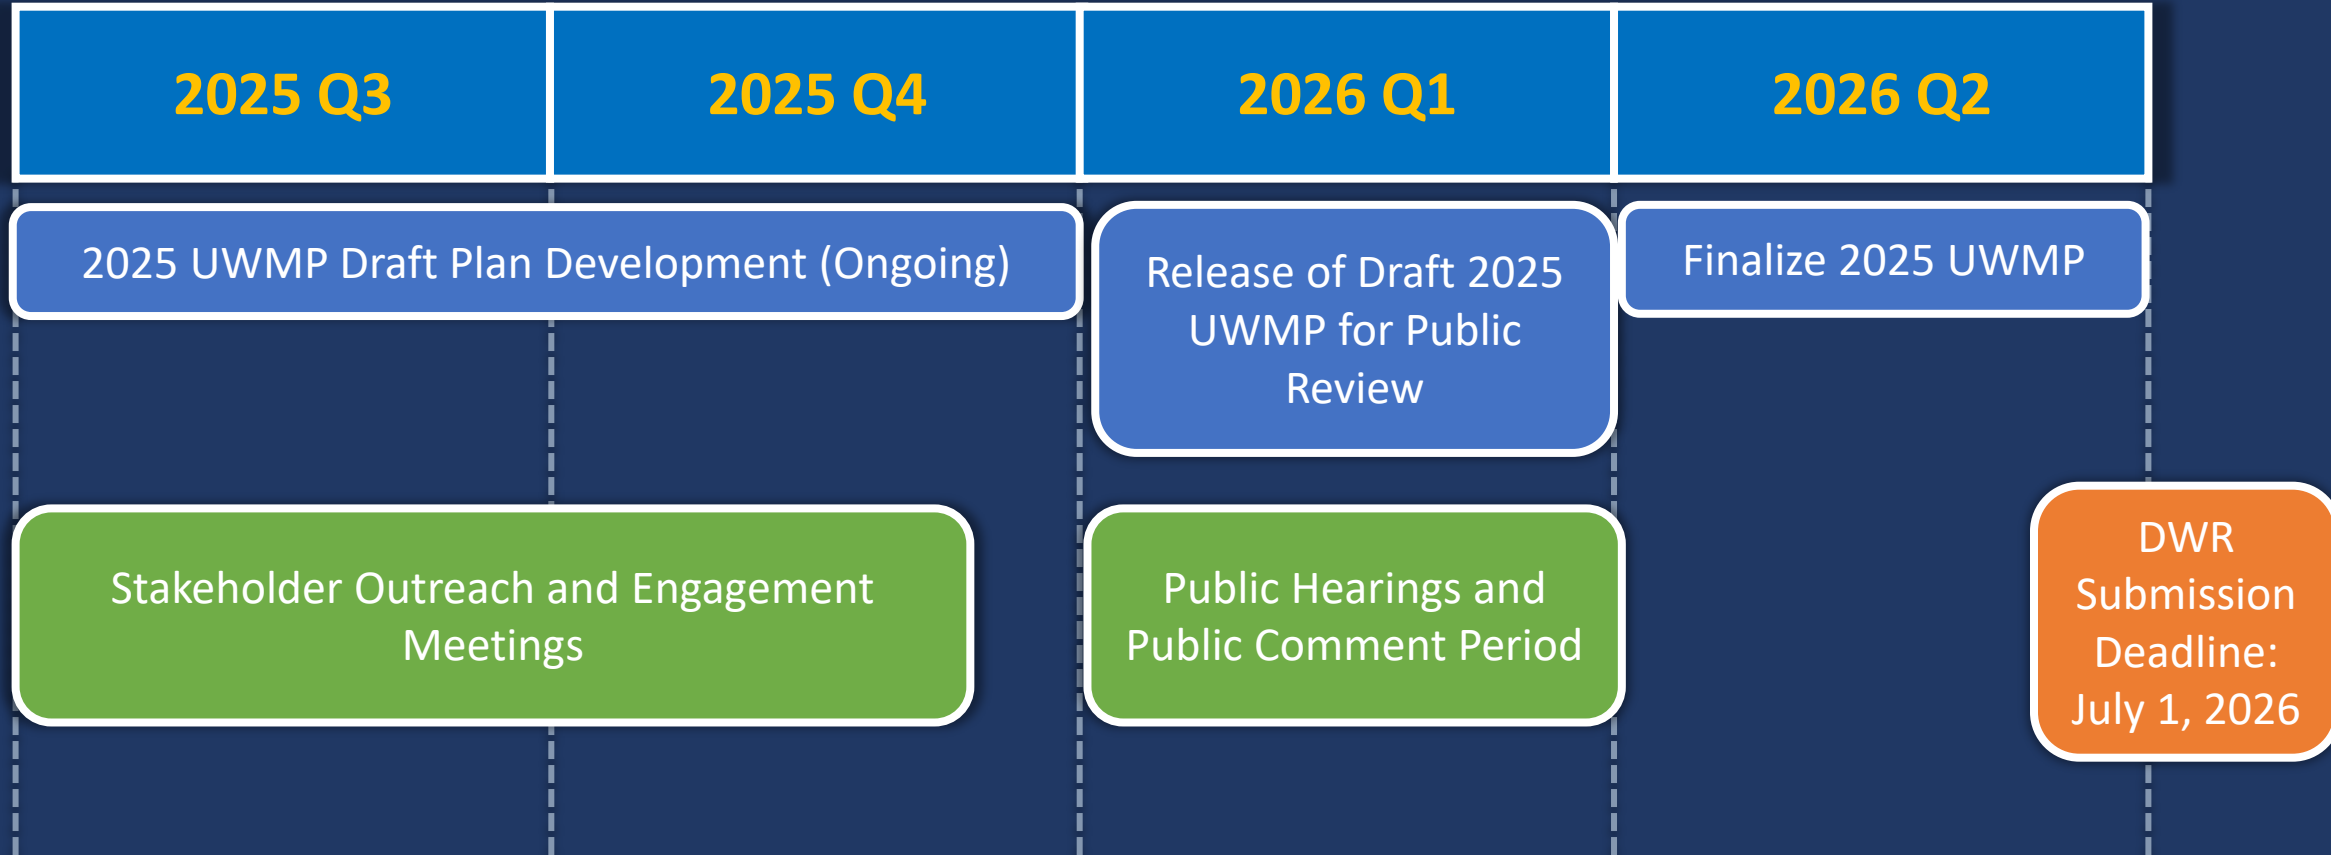 2025 Q3
2025 Q4
2026 Q1
2026 Q2
2025 UWMP Draft Plan Development (Ongoing)
Release of Draft 2025
UWMP for Public
Review
Finalize 2025 UWMP
Stakeholder Outreach and Engagement
Meetings
Public Hearings and
Public Comment Period
DWR
Submission
Deadline:
July 1, 2026